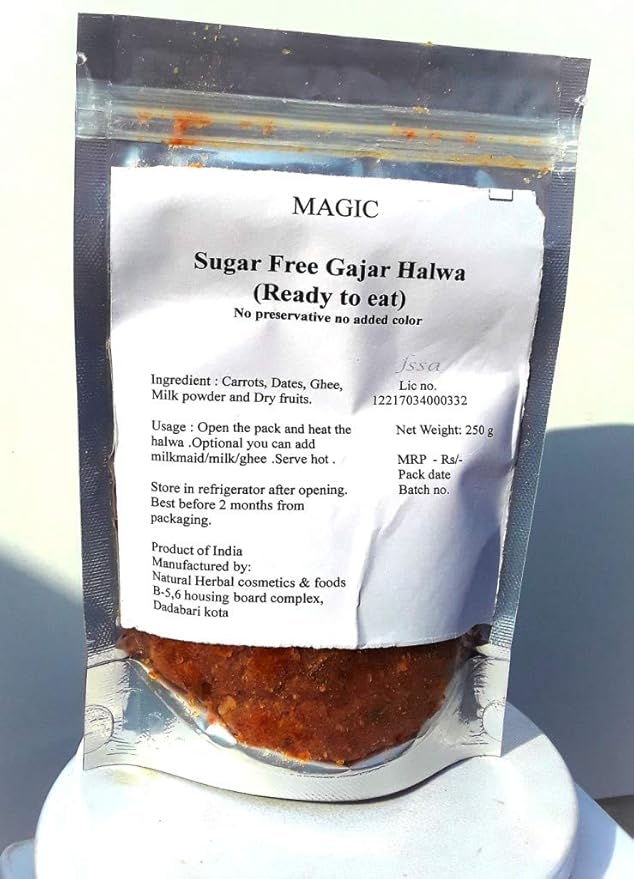 MAGIC
Sugar Free Gajar Halwa
(Ready to eat)
No preservative no added color
fssa
Ingredient : Carrots, Dates, Ghee,
Milk powder and Dry fruits.
Lic no.
12217034000332
Usage : Open the pack and heat the
halwa .Optional you can add
milkmaid/milk/ghee .Serve hot .
Net Weight: 250 g
MRP - Rs/-
Pack date
Batch no.
Store in refrigerator after opening.
Best before 2 months from
packaging.
Product of India
Manufactured by:
Natural Herbal cosmetics & foods
B-5,6 housing board complex,
Dadabari kota